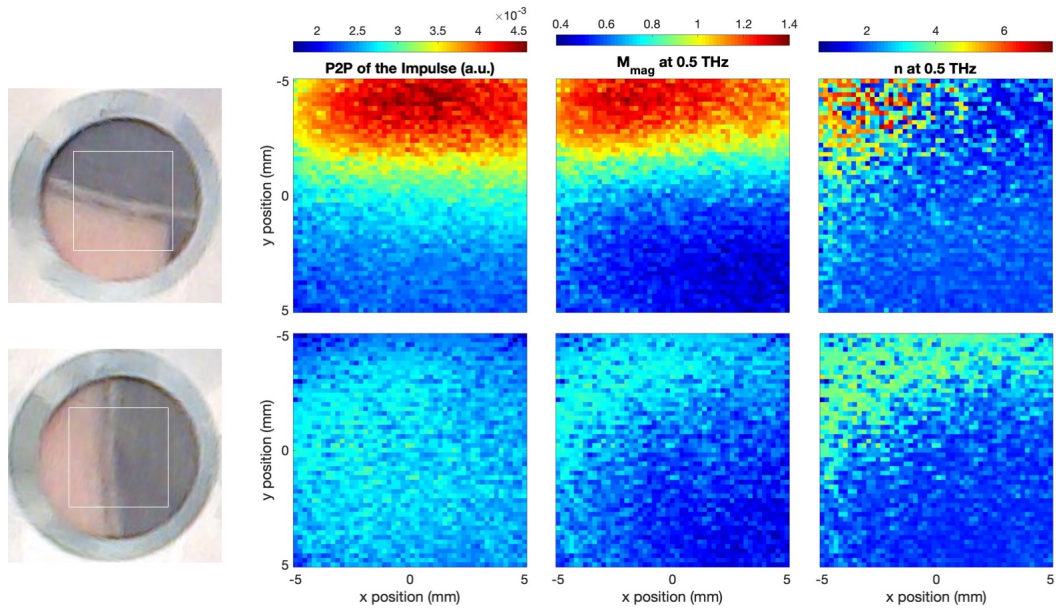 ×10⁻³
2 2.5 3 3.5 4 4.5
0.4 0.6 0.8 1 1.2 1.4
2 4 6
P2P of the Impulse (a.u.)
M_mag at 0.5 THz
n at 0.5 THz
-5
0
5
y position (mm)
-5
0
5
y position (mm)
-5 0 5
-5 0 5
-5 0 5
x position (mm)
x position (mm)
x position (mm)